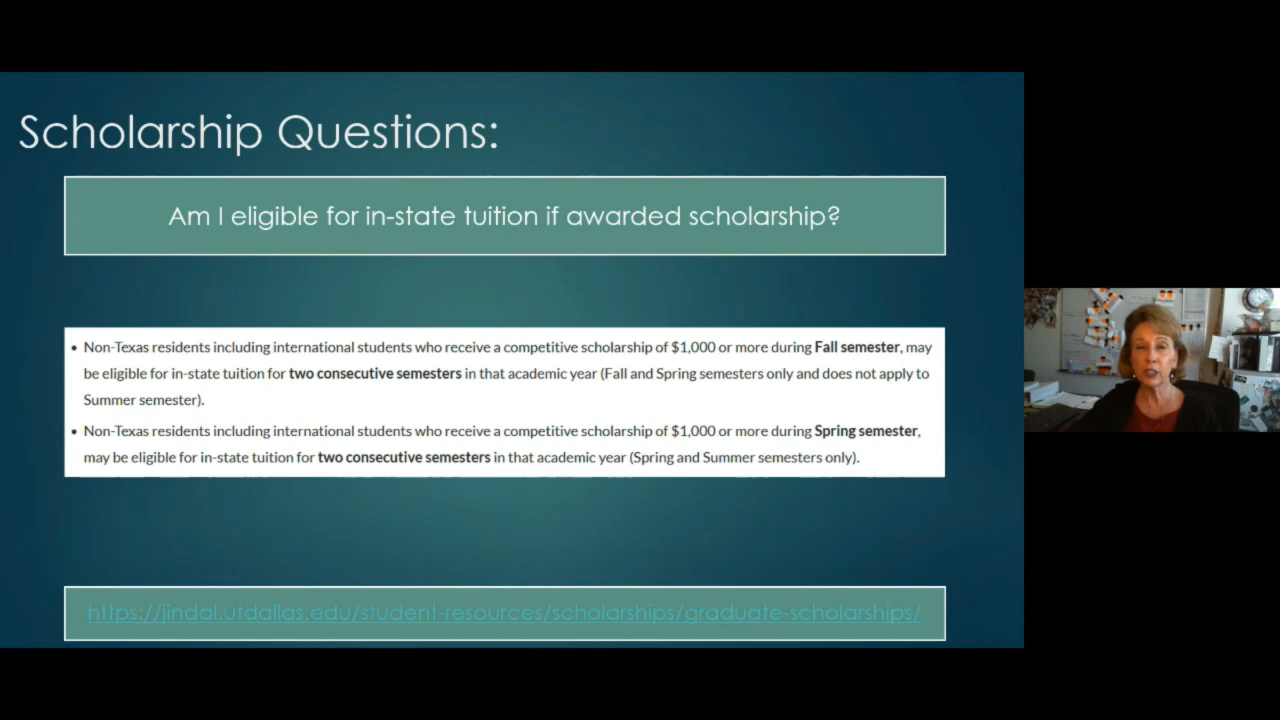 Scholarship Questions:
Am I eligible for in-state tuition if awarded scholarship?
• Non-Texas residents including international students who receive a competitive scholarship of $1,000 or more during Fall semester, may
be eligible for in-state tuition for two consecutive semesters in that academic year (Fall and Spring semesters only and does not apply to
Summer semester).
• Non-Texas residents including international students who receive a competitive scholarship of $1,000 or more during Spring semester,
may be eligible for in-state tuition for two consecutive semesters in that academic year (Spring and Summer semesters only).
https://jindal.utdallas.edu/student-resources/scholarships/graduate-scholarships/